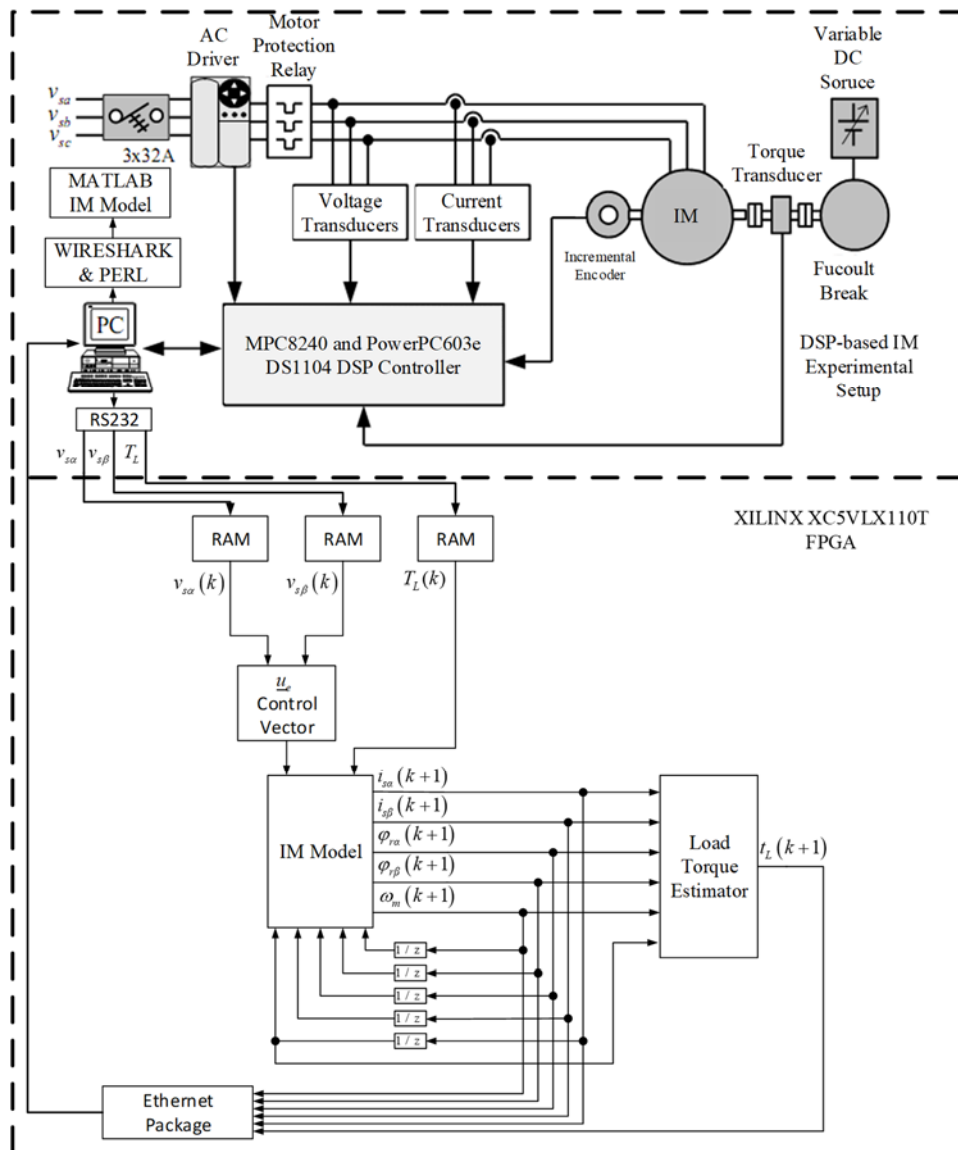 AC
Driver
Motor
Protection
Relay
Variable
DC
Soruce
v_sa
v_sb
v_sc
3x32A
MATLAB
IM Model
WIRESHARK
& PERL
PC
RS232
Voltage
Transducers
Current
Transducers
Incremental
Encoder
IM
Torque
Transducer
Fucoult
Break
MPC8240 and PowerPC603e
DS1104 DSP Controller
DSP-based IM
Experimental
Setup
v_sα v_sβ T_L
XILINX XC5VLX110T
FPGA
RAM
RAM
RAM
v_sα(k)
v_sβ(k)
T_L(k)
u_e
Control
Vector
IM Model
i_sα(k+1)
i_sβ(k+1)
φ_rα(k+1)
φ_rβ(k+1)
ω_m(k+1)
Load
Torque
Estimator
t_L(k+1)
1 / z
1 / z
1 / z
1 / z
1 / z
Ethernet
Package